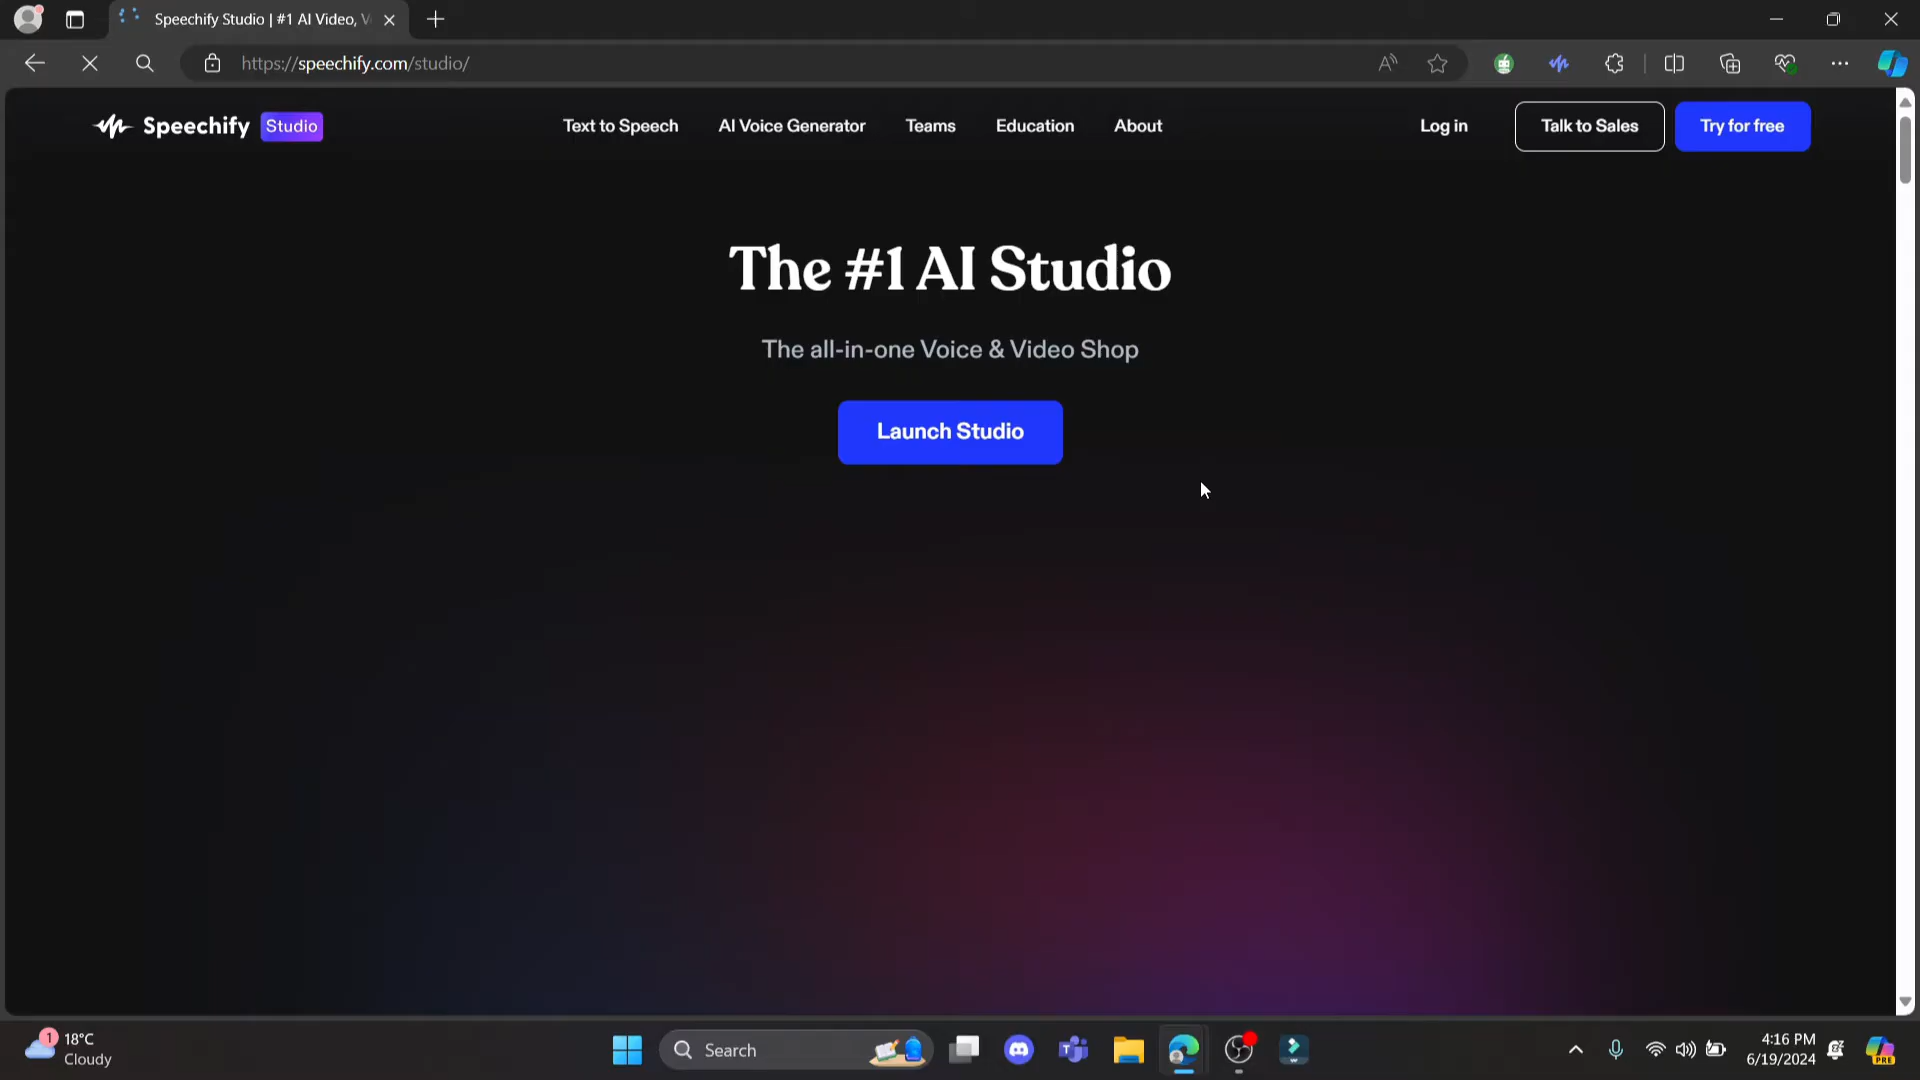 Speechify Studio | #1 AI Video, V
https://speechify.com/studio/
Speechify Studio
Text to Speech
AI Voice Generator
Teams
Education
About
Log in
Talk to Sales
Try for free
The #1 AI Studio
The all-in-one Voice & Video Shop
Launch Studio
1
18°C
Cloudy
Search
4:16 PM
6/19/2024
PRE